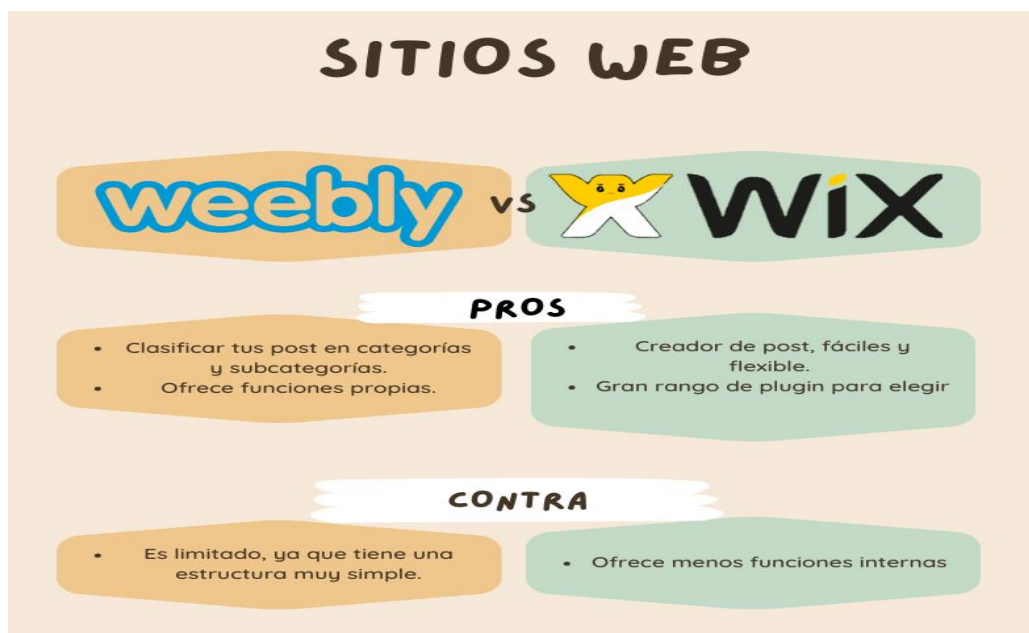 SITIOS WEB
weebly vs WiX
PROS
• Clasificar tus post en categorías
y subcategorías.
• Ofrece funciones propias.
• Creador de post, fáciles y
flexible.
• Gran rango de plugin para elegir
CONTRA
• Es limitado, ya que tiene una
estructura muy simple.
• Ofrece menos funciones internas